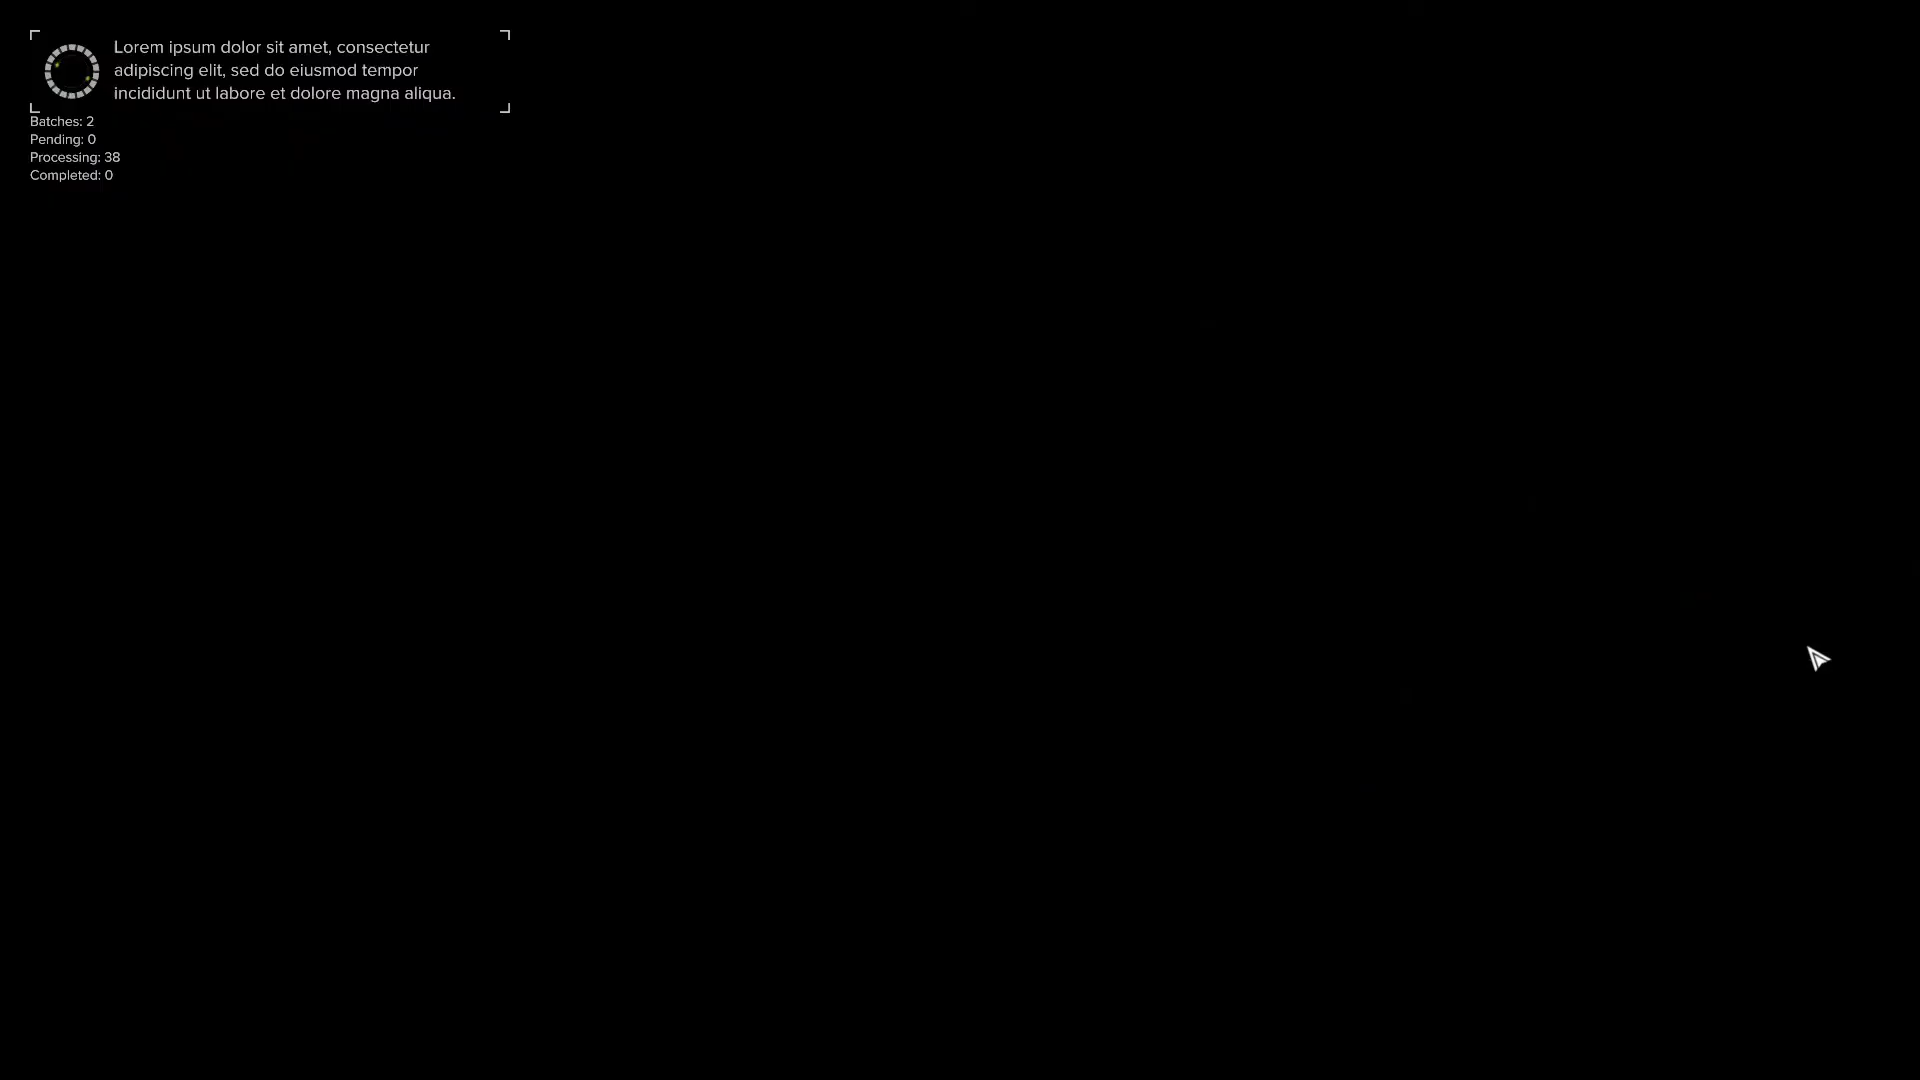 Lorem ipsum dolor sit amet, consectetur
adipiscing elit, sed do eiusmod tempor
incididunt ut labore et dolore magna aliqua.
Batches: 2
Pending: 0
Processing: 38
Completed: 0